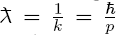 ƛ = 1/k = ℏ/p